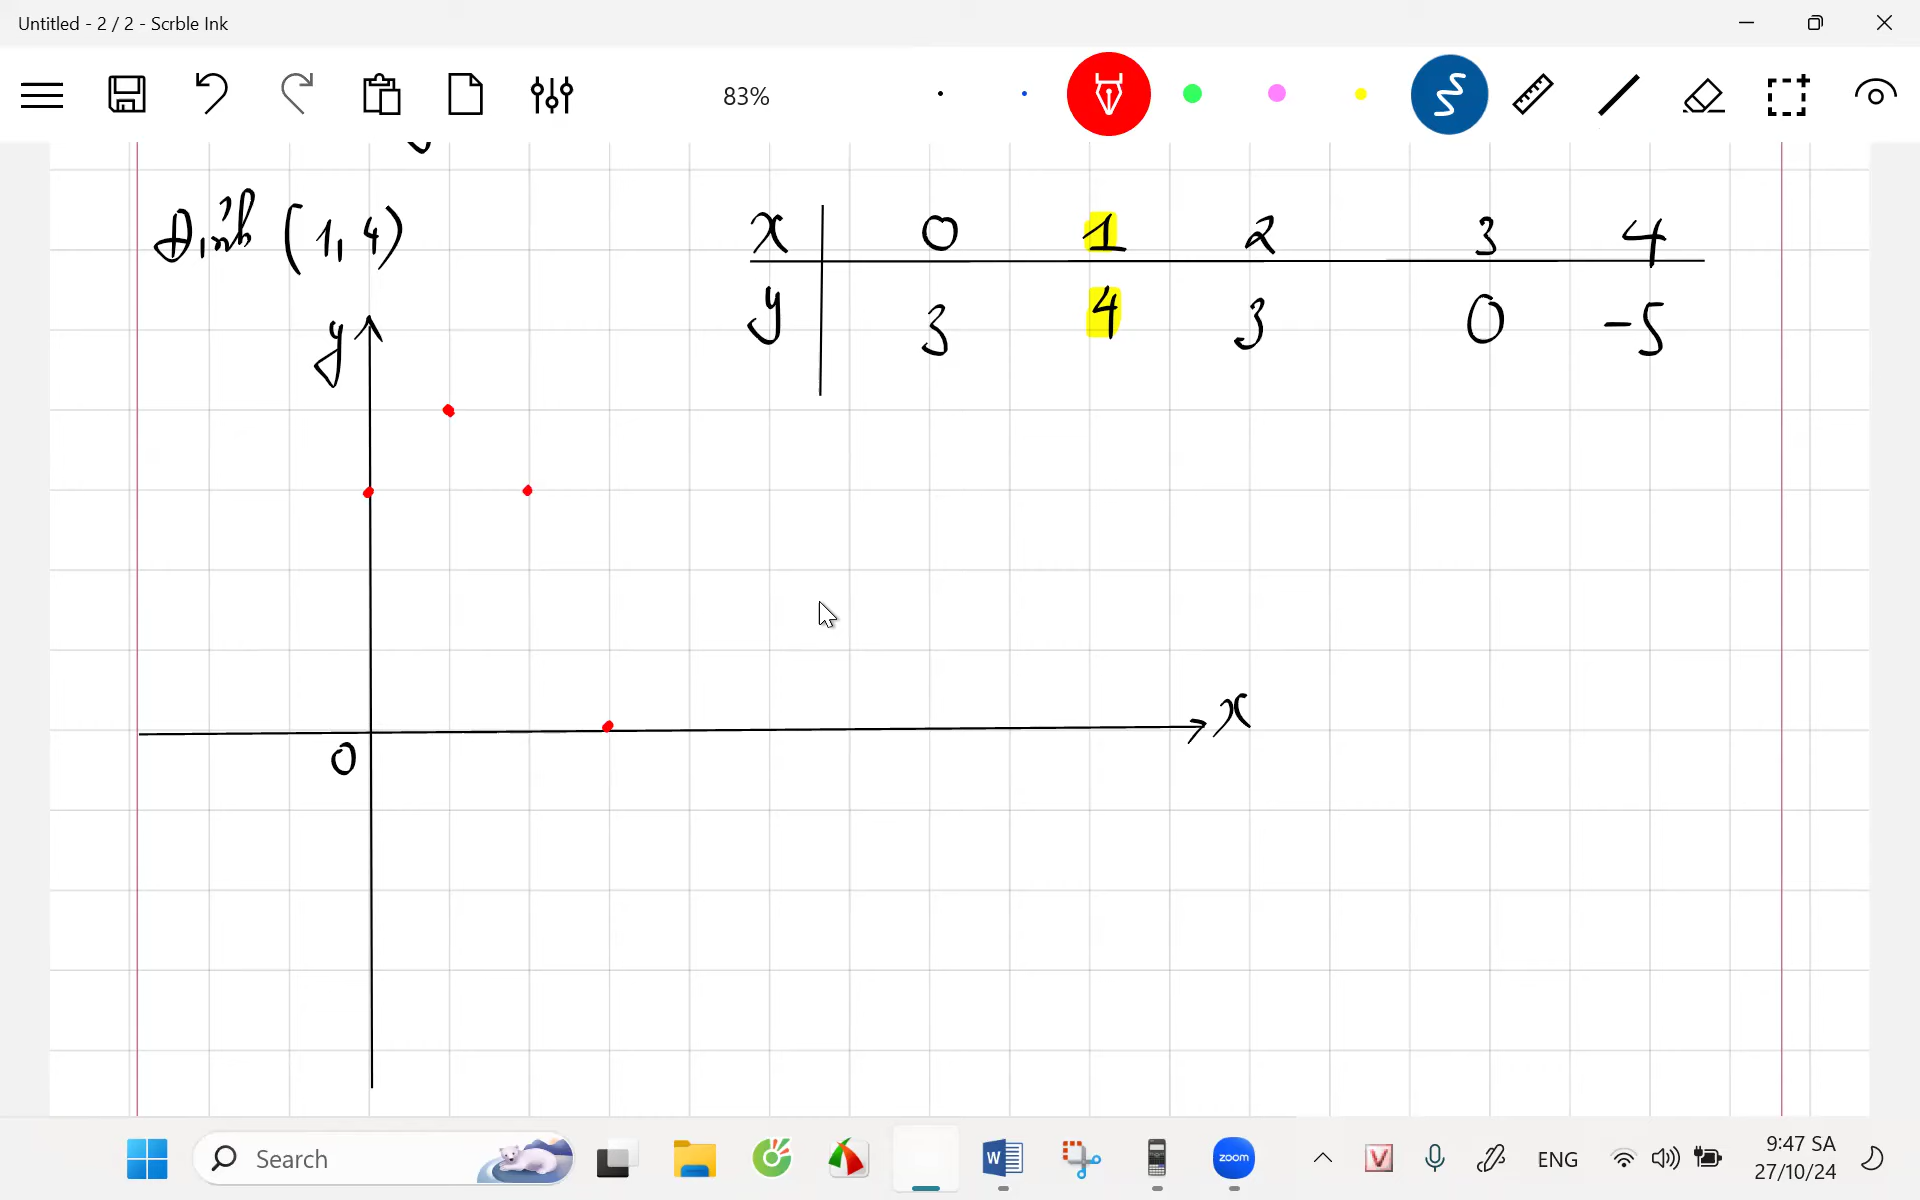 Untitled - 2 / 2 - Scrble Ink
83%
Đỉnh (1, 4)
x 0 1 2 3 4
y 3 4 3 0 -5
y
x
O
Search
W
zoom
V
ENG
9:47 SA
27/10/24